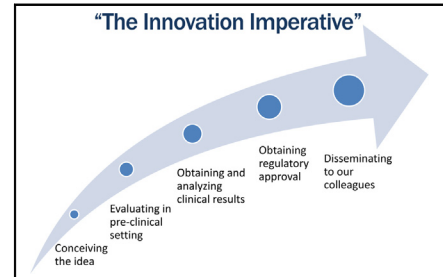 "The Innovation Imperative"
Conceiving
the idea
Evaluating in
pre-clinical
setting
Obtaining and
analyzing
clinical results
Obtaining
regulatory
approval
Disseminating
to our
colleagues